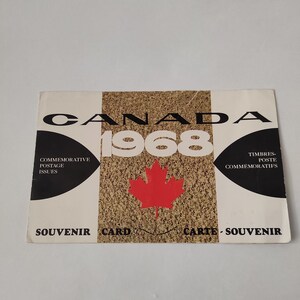 CANADA
1968
COMMEMORATIVE
POSTAGE
ISSUES
TIMBRES-
POSTE
COMMÉMORATIFS
SOUVENIR CARD CARTE - SOUVENIR